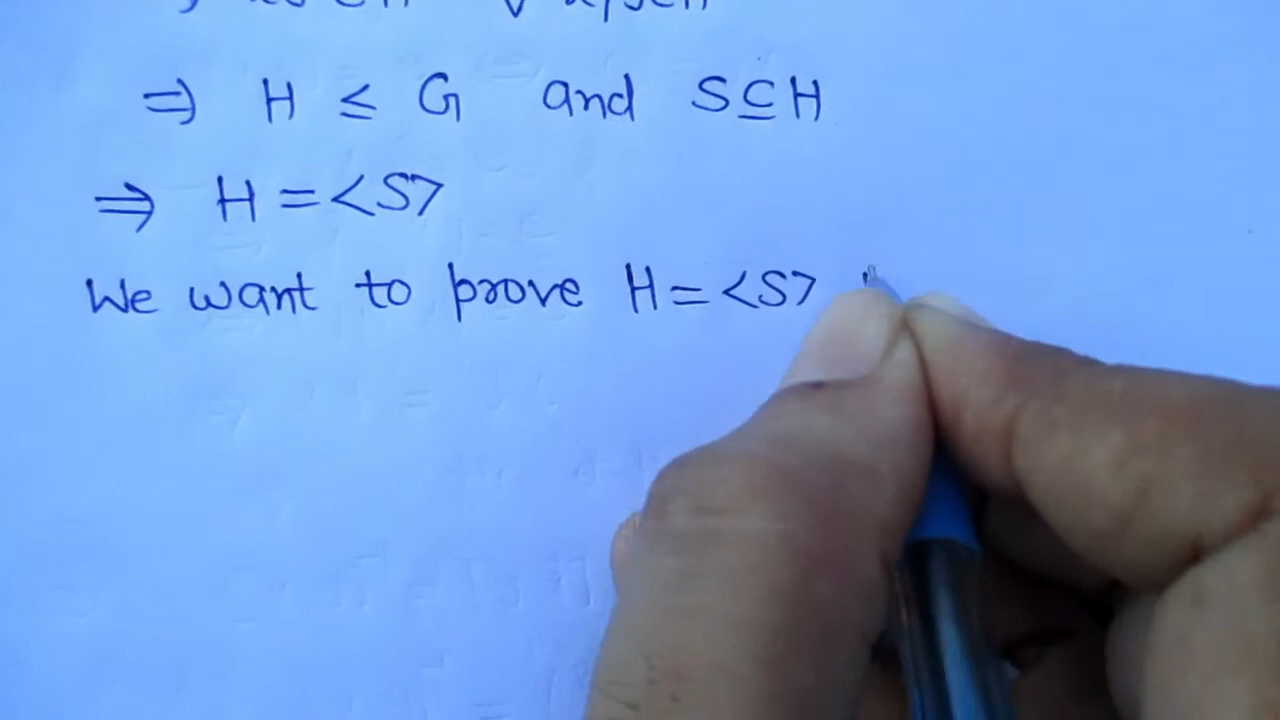 ⇒ H ≤ G and S⊆H
⇒ H = <S>
We want to prove H = <S>